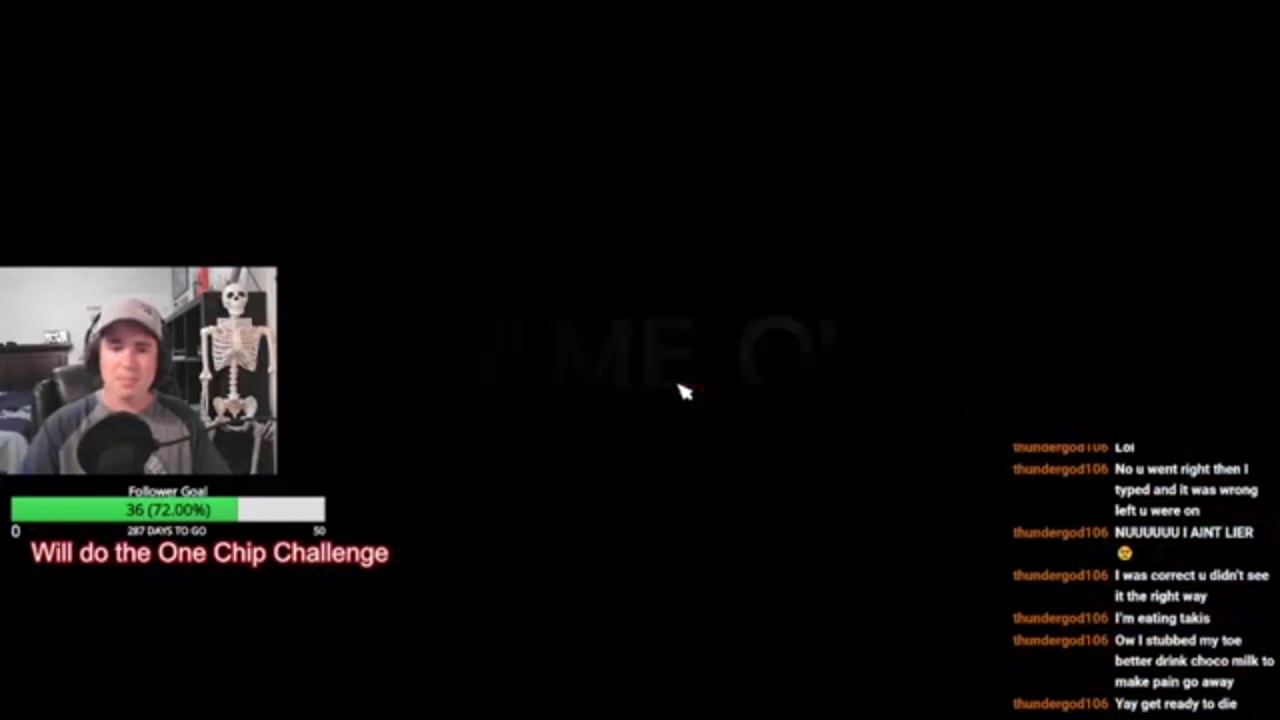 ME O
Follower Goal
36 (72.00%)
0 287 DAYS TO GO 50
Will do the One Chip Challenge
thundergod106 Lol
thundergod106 No u went right then I
typed and it was wrong
left u were on
thundergod106 NUUUUUU I AINT LIER
thundergod106 I was correct u didn't see
it the right way
thundergod106 I'm eating takis
thundergod106 Ow I stubbed my toe
better drink choco milk to
make pain go away
thundergod106 Yay get ready to die